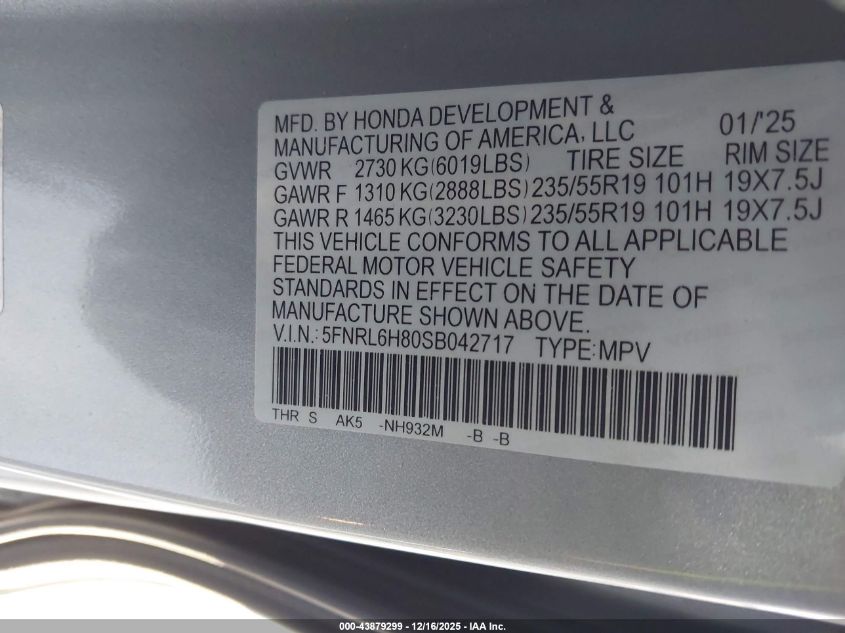 MFD. BY HONDA DEVELOPMENT &
MANUFACTURING OF AMERICA, LLC 01/'25
GVWR 2730 KG(6019LBS) TIRE SIZE RIM SIZE
GAWR F 1310 KG(2888LBS) 235/55R19 101H 19X7.5J
GAWR R 1465 KG(3230LBS) 235/55R19 101H 19X7.5J
THIS VEHICLE CONFORMS TO ALL APPLICABLE
FEDERAL MOTOR VEHICLE SAFETY
STANDARDS IN EFFECT ON THE DATE OF
MANUFACTURE SHOWN ABOVE.
V.I.N.: 5FNRL6H80SB042717 TYPE:MPV
THR S AK5 -NH932M -B -B
000-43879299 - 12/16/2025 - IAA Inc.